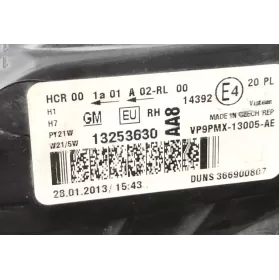 HCR 00 1a 01 A 02-RL 00 14392 E4 20 PL
H1 GM EU RH AA8 MADE IN CZECH REP
H7
PY21W 13253630 VP9PMX-13005-AE
W21/5W
28.01.2013/ 15:43 DUNS 366900807